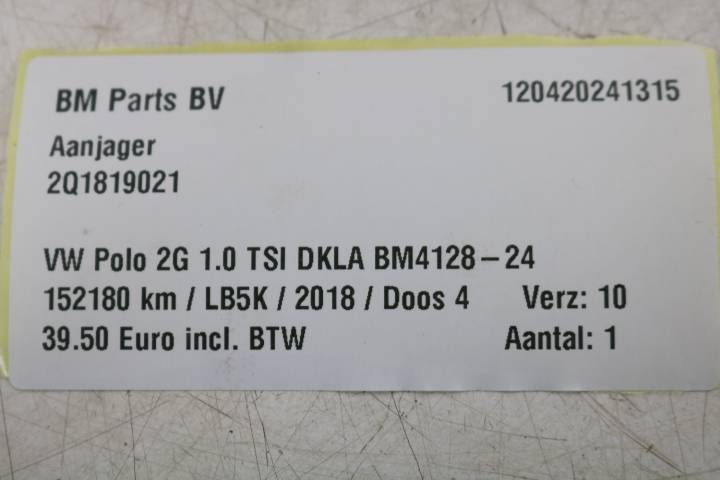 BM Parts BV 120420241315
Aanjager
2Q1819021
VW Polo 2G 1.0 TSI DKLA BM4128-24
152180 km / LB5K / 2018 / Doos 4 Verz: 10
39.50 Euro incl. BTW Aantal: 1